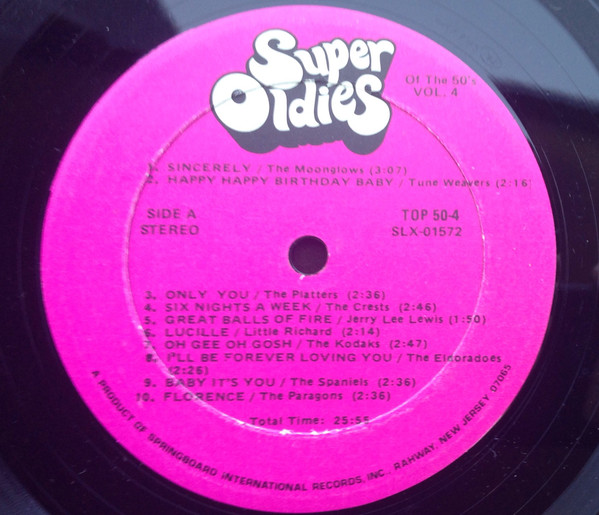 Super
Oldies
Of The 50's
VOL. 4
1. SINCERELY / The Moonglows (3:07)
2. HAPPY HAPPY BIRTHDAY BABY / Tune Weavers (2:16)
SIDE A
STEREO
TOP 50-4
SLX-01572
3. ONLY YOU / The Platters (2:36)
4. SIX NIGHTS A WEEK / The Crests (2:46)
5. GREAT BALLS OF FIRE / Jerry Lee Lewis (1:50)
6. LUCILLE / Little Richard (2:14)
7. OH GEE OH GOSH / The Kodaks (2:47)
8. I'LL BE FOREVER LOVING YOU / The Eldoradoes
(2:26)
9. BABY IT'S YOU / The Spaniels (2:36)
10. FLORENCE / The Paragons (2:36)
Total Time: 25:55
A PRODUCT OF SPRINGBOARD INTERNATIONAL RECORDS, INC., RAHWAY, NEW JERSEY 07065